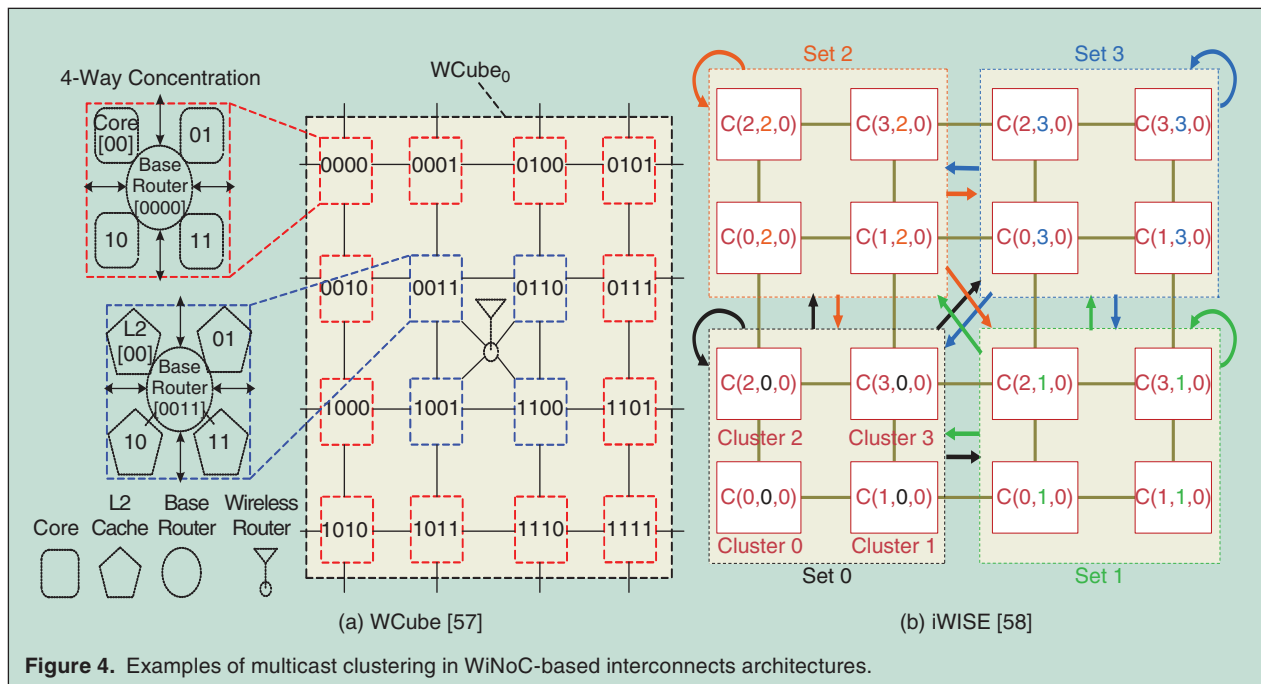 4-Way Concentration
Core
[00]
01
Base
Router
[0000]
10
11
L2
[00]
01
Base
Router
[0011]
10
11
Core
L2
Cache
Base
Router
Wireless
Router
WCube0
0000 0001 0100 0101
0010 0011 0110 0111
1000 1001 1100 1101
1010 1011 1110 1111
(a) WCube [57]
Set 2
C(2,2,0) C(3,2,0)
C(0,2,0) C(1,2,0)
Set 3
C(2,3,0) C(3,3,0)
C(0,3,0) C(1,3,0)
C(2,0,0) C(3,0,0)
Cluster 2 Cluster 3
C(0,0,0) C(1,0,0)
Cluster 0 Cluster 1
Set 0
C(2,1,0) C(3,1,0)
C(0,1,0) C(1,1,0)
Set 1
(b) iWISE [58]
Figure 4. Examples of multicast clustering in WiNoC-based interconnects architectures.